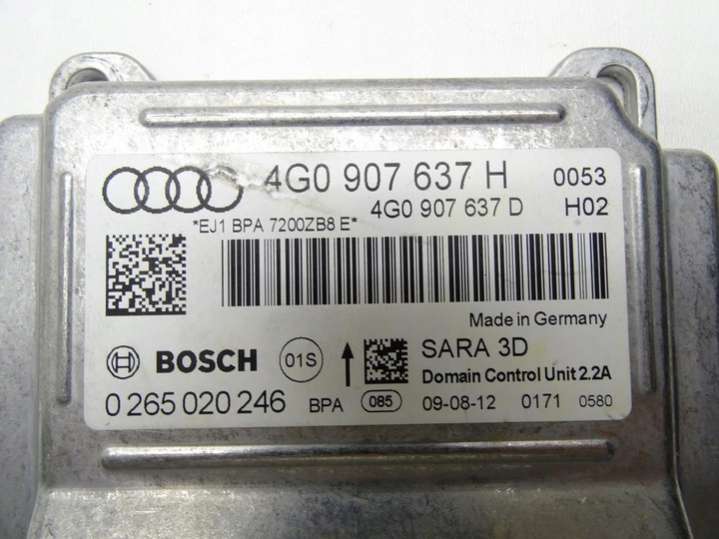 4G0 907 637 H 0053
4G0 907 637 D H02
*EJ1 BPA 7200ZB8 E*
Made in Germany
BOSCH 01S SARA 3D
Domain Control Unit 2.2A
0 265 020 246 BPA 085 09-08-12 0171 0580